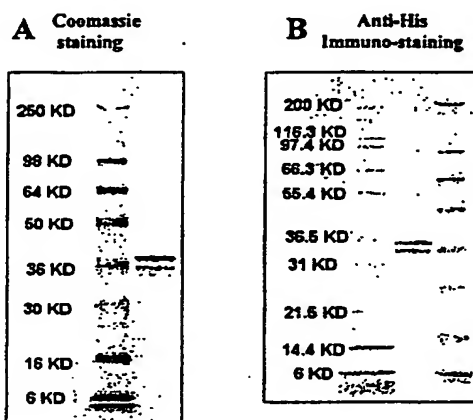 A Coomassie
staining
250 KD
98 KD
64 KD
50 KD
36 KD
30 KD
16 KD
6 KD
B Anti-His
Immuno-staining
200 KD
116.3 KD
97.4 KD
66.3 KD
55.4 KD
36.5 KD
31 KD
21.5 KD
14.4 KD
6 KD